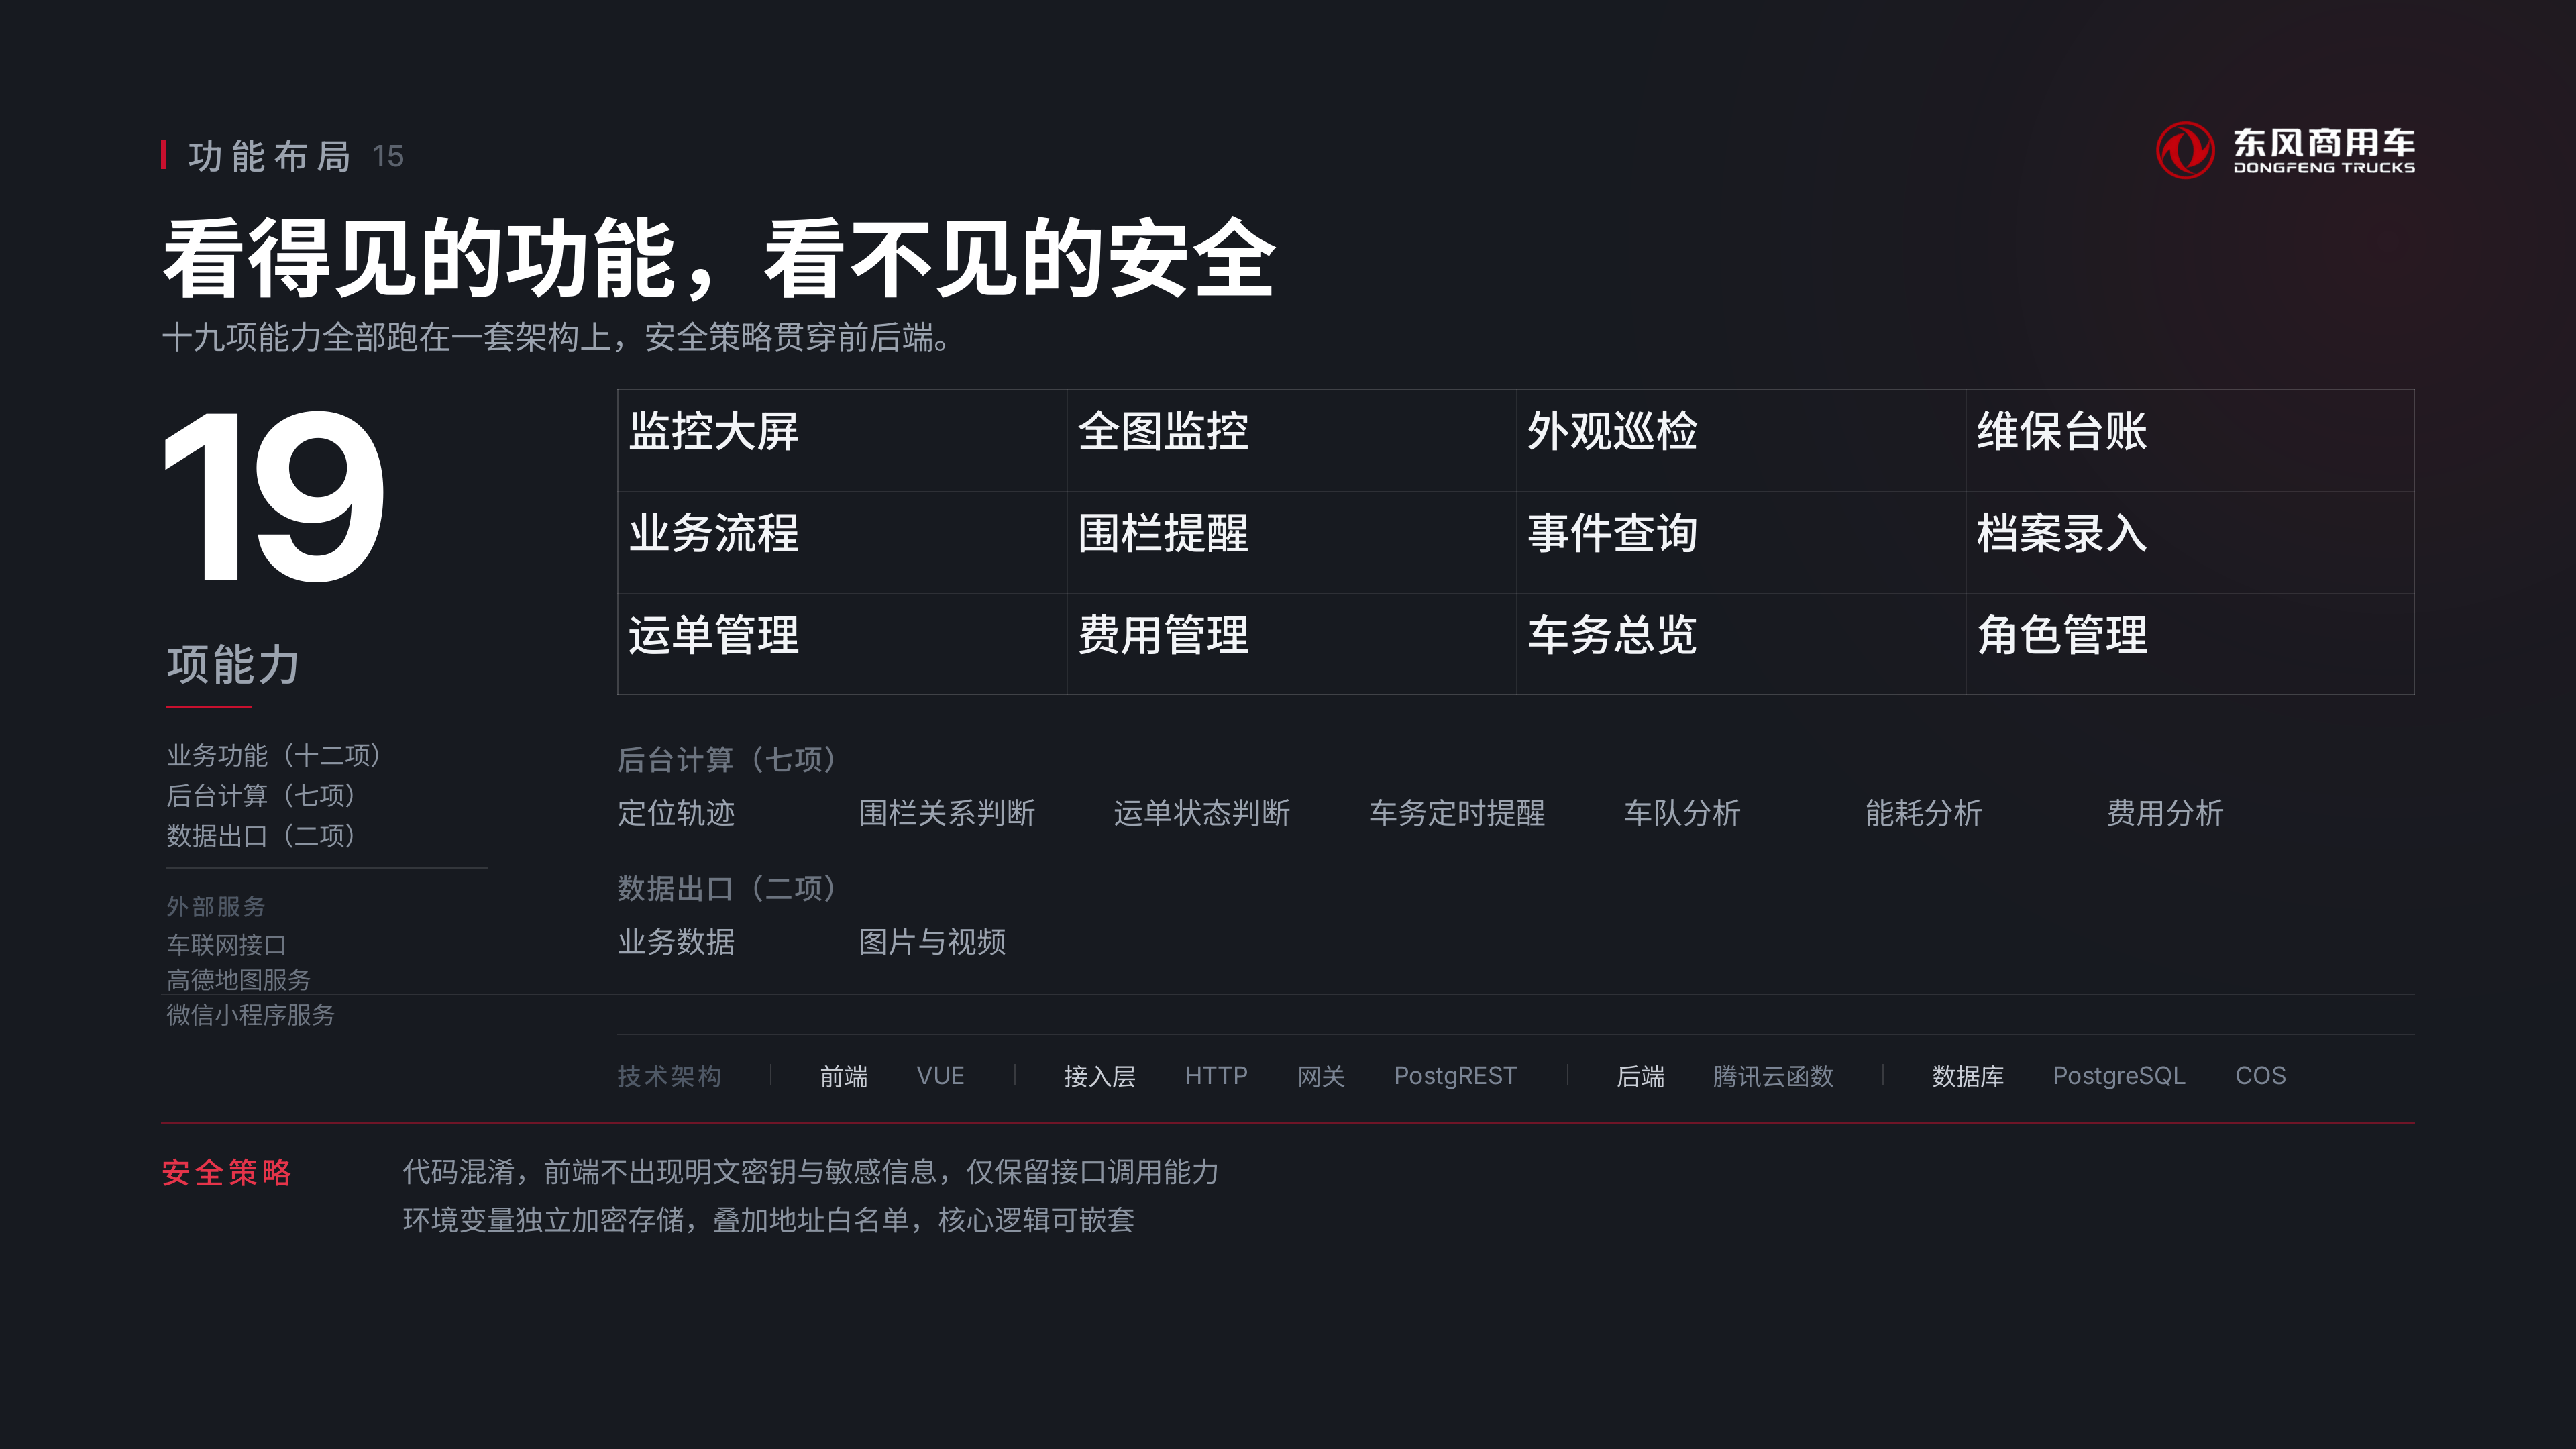 功能布局 15
东风商用车
DONGFENG TRUCKS
看得见的功能，看不见的安全
十九项能力全部跑在一套架构上，安全策略贯穿前后端。
19
项能力
业务功能（十二项）
后台计算（七项）
数据出口（二项）
外部服务
车联网接口
高德地图服务
微信小程序服务
监控大屏 全图监控 外观巡检 维保台账
业务流程 围栏提醒 事件查询 档案录入
运单管理 费用管理 车务总览 角色管理
后台计算（七项）
定位轨迹 围栏关系判断 运单状态判断 车务定时提醒 车队分析 能耗分析 费用分析
数据出口（二项）
业务数据 图片与视频
技术架构 前端 VUE 接入层 HTTP 网关 PostgREST 后端 腾讯云函数 数据库 PostgreSQL COS
安全策略
代码混淆，前端不出现明文密钥与敏感信息，仅保留接口调用能力
环境变量独立加密存储，叠加地址白名单，核心逻辑可嵌套